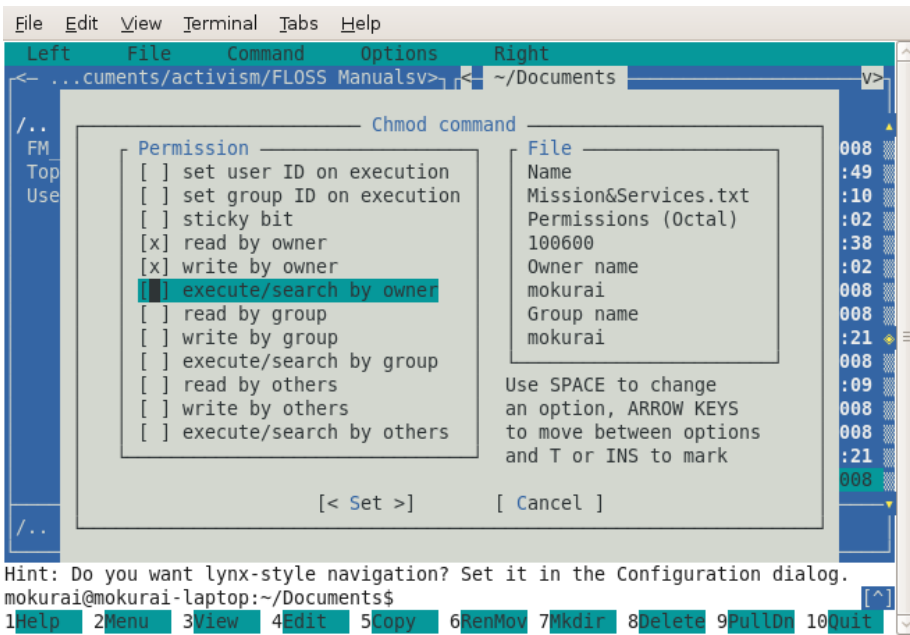 File Edit View Terminal Tabs Help
Left File Command Options Right
<— ...cuments/activism/FLOSS Manualsv> <— ~/Documents v>
/..
Chmod command
FM_ Permission File 008
Top [ ] set user ID on execution Name :49
Use [ ] set group ID on execution Mission&Services.txt :10
[ ] sticky bit Permissions (Octal) :02
[x] read by owner 100600 :38
[x] write by owner Owner name :02
[ ] execute/search by owner mokurai 008
[ ] read by group Group name 008
[ ] write by group mokurai :21
[ ] execute/search by group 008
[ ] read by others Use SPACE to change :09
[ ] write by others an option, ARROW KEYS 008
[ ] execute/search by others to move between options 008
and T or INS to mark :21
008
[< Set >] [ Cancel ]
/..
Hint: Do you want lynx-style navigation? Set it in the Configuration dialog.
mokurai@mokurai-laptop:~/Documents$ [^]
1Help 2Menu 3View 4Edit 5Copy 6RenMov 7Mkdir 8Delete 9PullDn 10Quit